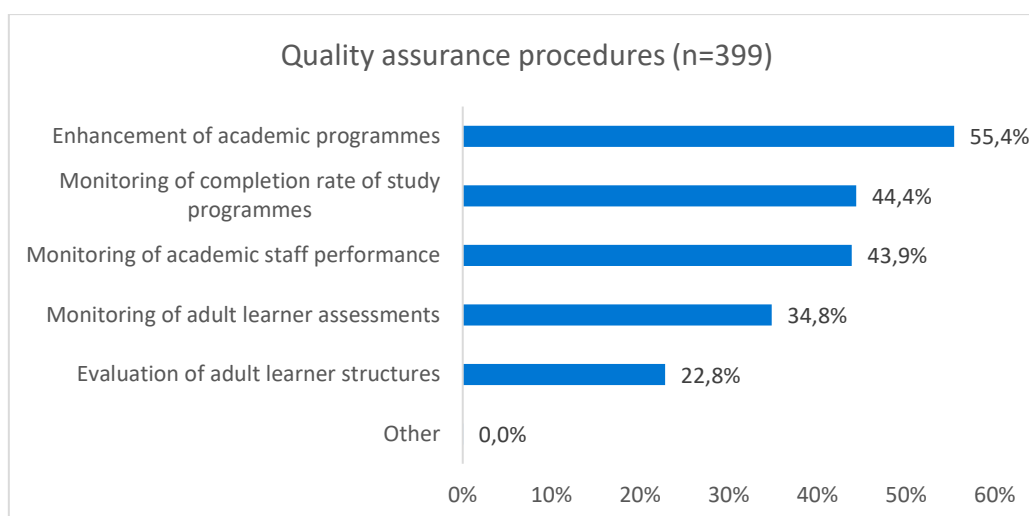 Quality assurance procedures (n=399)
Enhancement of academic programmes
55,4%
Monitoring of completion rate of study
programmes
44,4%
Monitoring of academic staff performance
43,9%
Monitoring of adult learner assessments
34,8%
Evaluation of adult learner structures
22,8%
Other
0,0%
0% 10% 20% 30% 40% 50% 60%